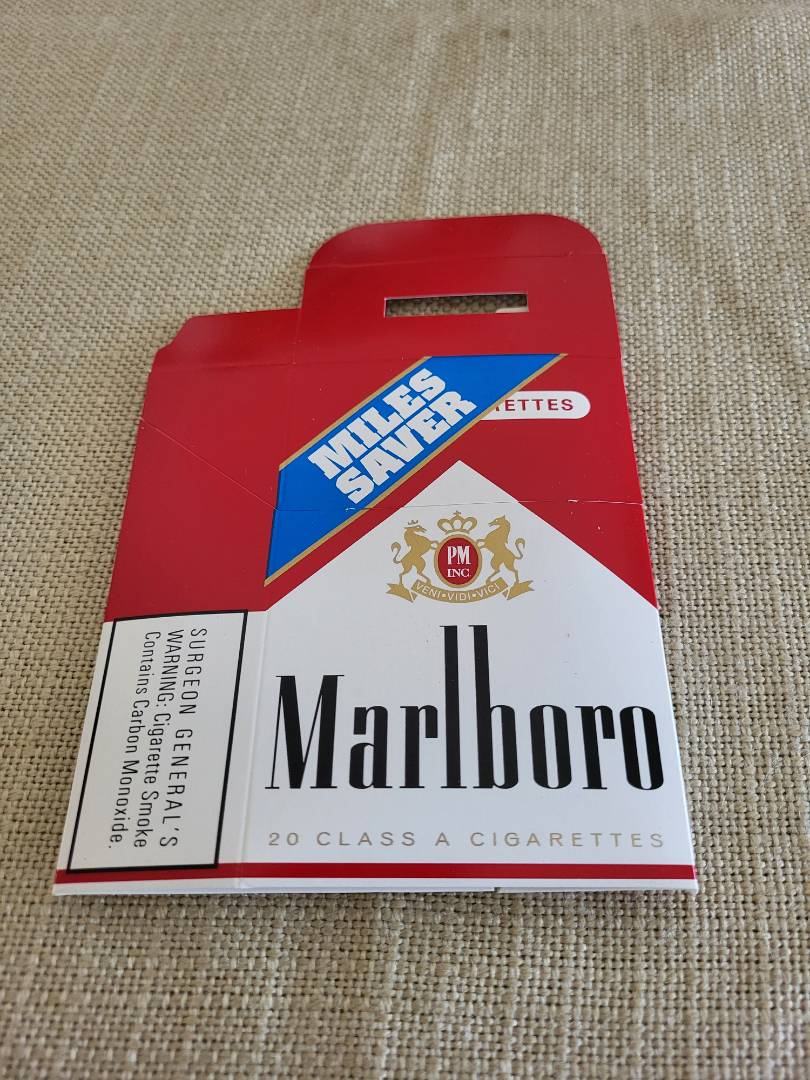 MILES
SAVER
ETTES
PM
INC.
VENI·VIDI·VICI
Marlboro
20 CLASS A CIGARETTES
SURGEON GENERAL'S
WARNING: Cigarette Smoke
Contains Carbon Monoxide.